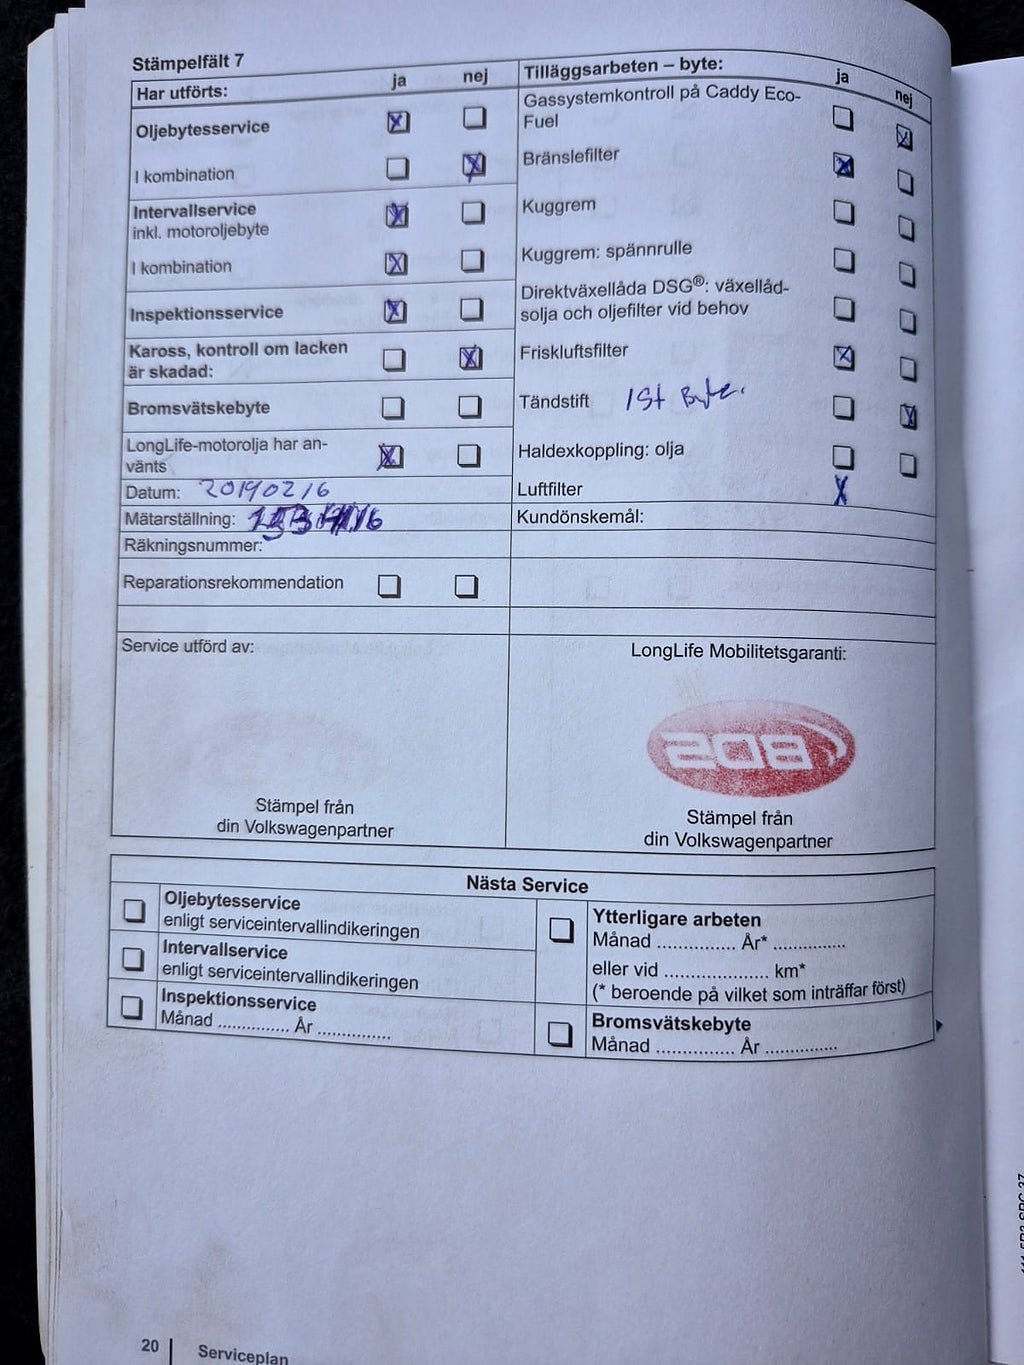 Stämpelfält 7
Har utförts: ja nej
Oljebytesservice
I kombination
Intervallservice
inkl. motoroljebyte
I kombination
Inspektionsservice
Kaross, kontroll om lacken
är skadad:
Bromsvätskebyte
LongLife-motorolja har an-
vänts
Datum: 20190216
Mätarställning:
Räkningsnummer:
Reparationsrekommendation
Tilläggsarbeten – byte: ja nej
Gassystemkontroll på Caddy Eco-
Fuel
Bränslefilter
Kuggrem
Kuggrem: spännrulle
Direktväxellåda DSG®: växellåd-
solja och oljefilter vid behov
Friskluftsfilter
Tändstift 1St Byte.
Haldexkoppling: olja
Luftfilter X
Kundönskemål:
Service utförd av:
Stämpel från
din Volkswagenpartner
LongLife Mobilitetsgaranti:
Stämpel från
din Volkswagenpartner
Nästa Service
Oljebytesservice
enligt serviceintervallindikeringen
Intervallservice
enligt serviceintervallindikeringen
Inspektionsservice
Månad ............... År ...............
Ytterligare arbeten
Månad ............... År* ...............
eller vid .................... km*
(* beroende på vilket som inträffar först)
Bromsvätskebyte
Månad ............... År ...............
20 Serviceplan